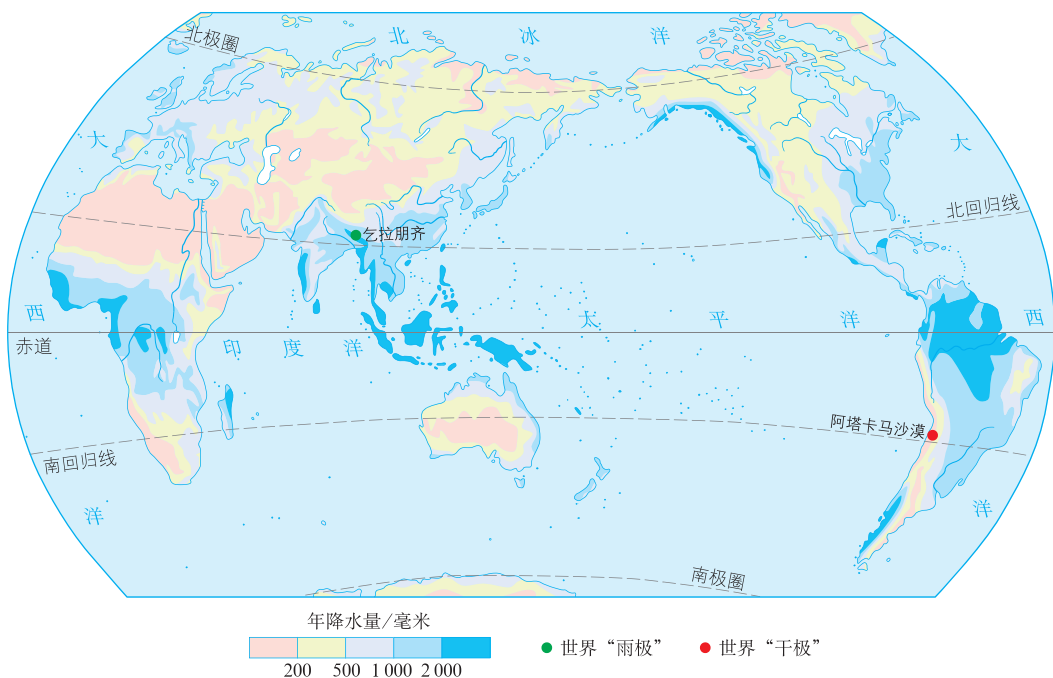 北极圈
北 冰 洋
大
大
北回归线
乞拉朋齐
西
太 平 洋
西
赤道
印 度 洋
阿塔卡马沙漠
南回归线
洋
洋
南极圈
年降水量/毫米
200 500 1 000 2 000
世界“雨极”
世界“干极”